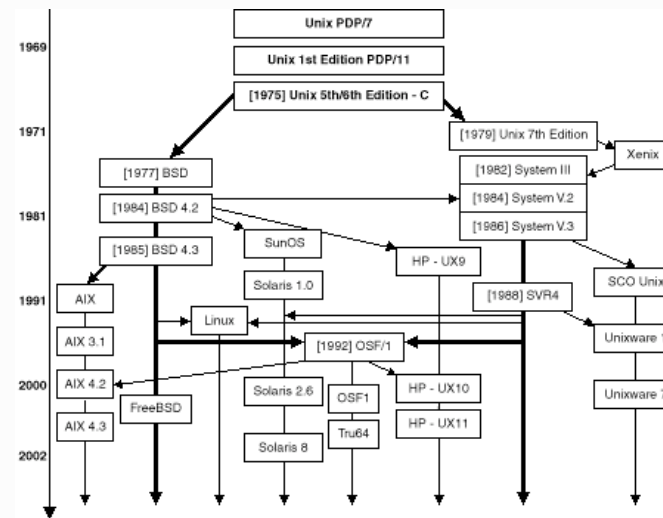 Unix PDP/7
1969
Unix 1st Edition PDP/11
[1975] Unix 5th/6th Edition - C
1971
[1979] Unix 7th Edition
Xenix
[1977] BSD
[1982] System III
[1984] BSD 4.2
[1984] System V.2
1981
[1986] System V.3
SunOS
[1985] BSD 4.3
HP - UX9
Solaris 1.0
SCO Unix
1991
AIX
[1988] SVR4
Linux
AIX 3.1
[1992] OSF/1
Unixware 1
2000
AIX 4.2
Solaris 2.6
HP - UX10
Unixware 7
FreeBSD
OSF1
AIX 4.3
HP - UX11
Tru64
Solaris 8
2002